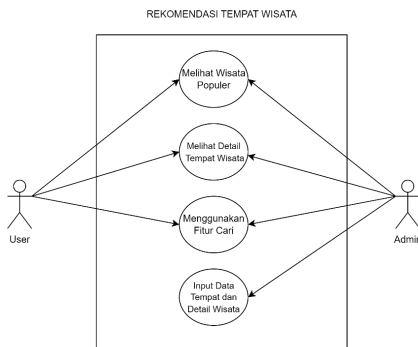 REKOMENDASI TEMPAT WISATA
Melihat Wisata
Populer
Melihat Detail
Tempat Wisata
Menggunakan
Fitur Cari
User
Admin
Input Data
Tempat dan
Detail Wisata